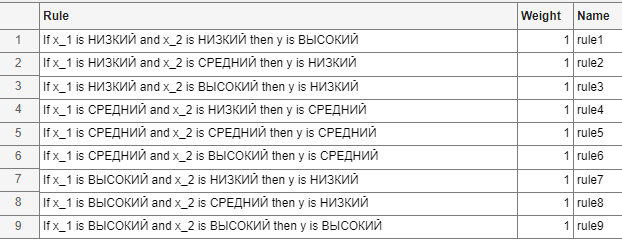 Rule Weight Name
1 If x_1 is НИЗКИЙ and x_2 is НИЗКИЙ then y is ВЫСОКИЙ 1 rule1
2 If x_1 is НИЗКИЙ and x_2 is СРЕДНИЙ then y is НИЗКИЙ 1 rule2
3 If x_1 is НИЗКИЙ and x_2 is ВЫСОКИЙ then y is НИЗКИЙ 1 rule3
4 If x_1 is СРЕДНИЙ and x_2 is НИЗКИЙ then y is СРЕДНИЙ 1 rule4
5 If x_1 is СРЕДНИЙ and x_2 is СРЕДНИЙ then y is СРЕДНИЙ 1 rule5
6 If x_1 is СРЕДНИЙ and x_2 is ВЫСОКИЙ then y is СРЕДНИЙ 1 rule6
7 If x_1 is ВЫСОКИЙ and x_2 is НИЗКИЙ then y is НИЗКИЙ 1 rule7
8 If x_1 is ВЫСОКИЙ and x_2 is СРЕДНИЙ then y is НИЗКИЙ 1 rule8
9 If x_1 is ВЫСОКИЙ and x_2 is ВЫСОКИЙ then y is ВЫСОКИЙ 1 rule9